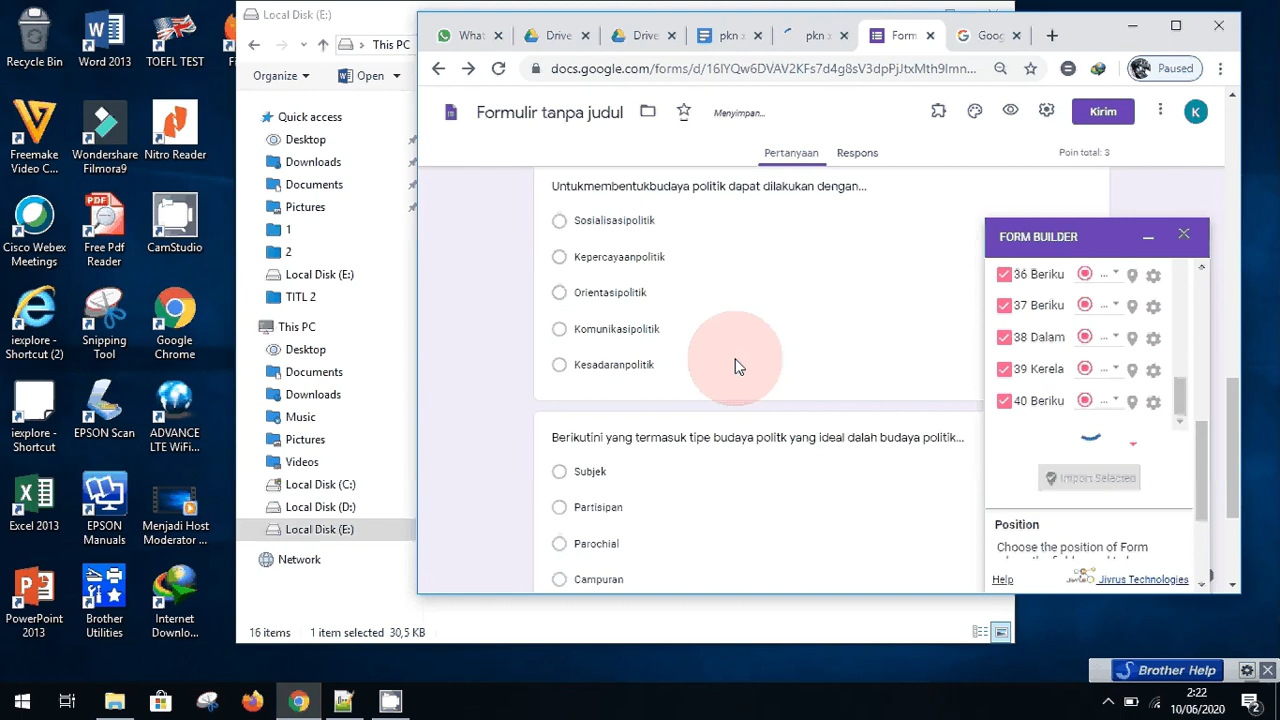 Recycle Bin
Word 2013
TOEFL TEST
Freemake Video C...
Wondershare Filmora9
Nitro Reader
Cisco Webex Meetings
Free Pdf Reader
CamStudio
iexplore - Shortcut (2)
Snipping Tool
Google Chrome
iexplore - Shortcut
EPSON Scan
ADVANCE LTE WiFi...
Excel 2013
EPSON Manuals
Menjadi Host Moderator ...
PowerPoint 2013
Brother Utilities
Internet Downlo...
Local Disk (E:)
This PC
Organize
Open
Quick access
Desktop
Downloads
Documents
Pictures
1
2
Local Disk (E:)
TITL 2
This PC
Desktop
Documents
Downloads
Music
Pictures
Videos
Local Disk (C:)
Local Disk (D:)
Local Disk (E:)
Network
16 items 1 item selected 30,5 KB
What
Drive
Drive
pkn x
pkn x
Form
Goog
docs.google.com/forms/d/16IYQw6DVAV2KFs7d4g8sV3dpPjJtxMth9Imn...
Paused
Formulir tanpa judul
Menyimpan...
Kirim
K
Pertanyaan
Respons
Poin total: 3
Untukmembentukbudaya politik dapat dilakukan dengan...
Sosialisasipolitik
Kepercayaanpolitik
Orientasipolitik
Komunikasipolitik
Kesadaranpolitik
Berikutini yang termasuk tipe budaya politk yang ideal dalah budaya politik...
Subjek
Partisipan
Parochial
Campuran
FORM BUILDER
36 Beriku ...
37 Beriku ...
38 Dalam ...
39 Kerela ...
40 Beriku ...
Import Selected
Position
Choose the position of Form
Help
Jivrus Technologies
Brother Help
2:22
10/06/2020
2